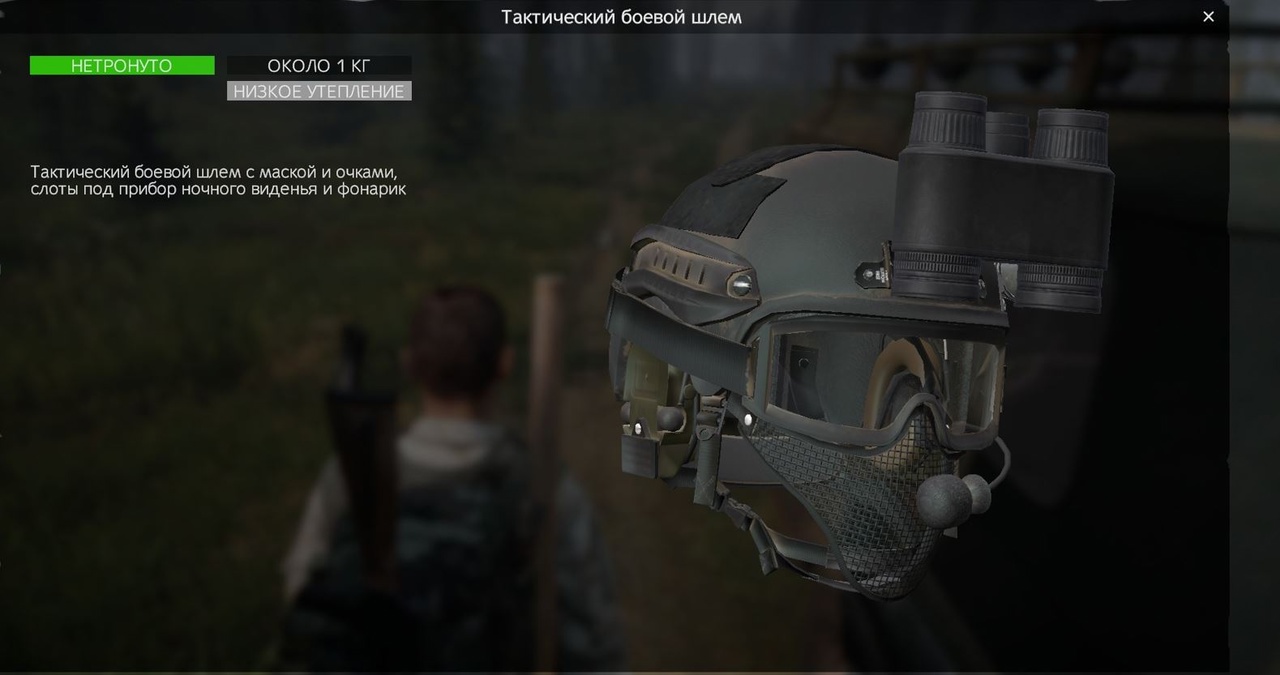 Тактический боевой шлем
НЕТРОНУТО
ОКОЛО 1 КГ
НИЗКОЕ УТЕПЛЕНИЕ
Тактический боевой шлем с маской и очками,
слоты под прибор ночного виденья и фонарик